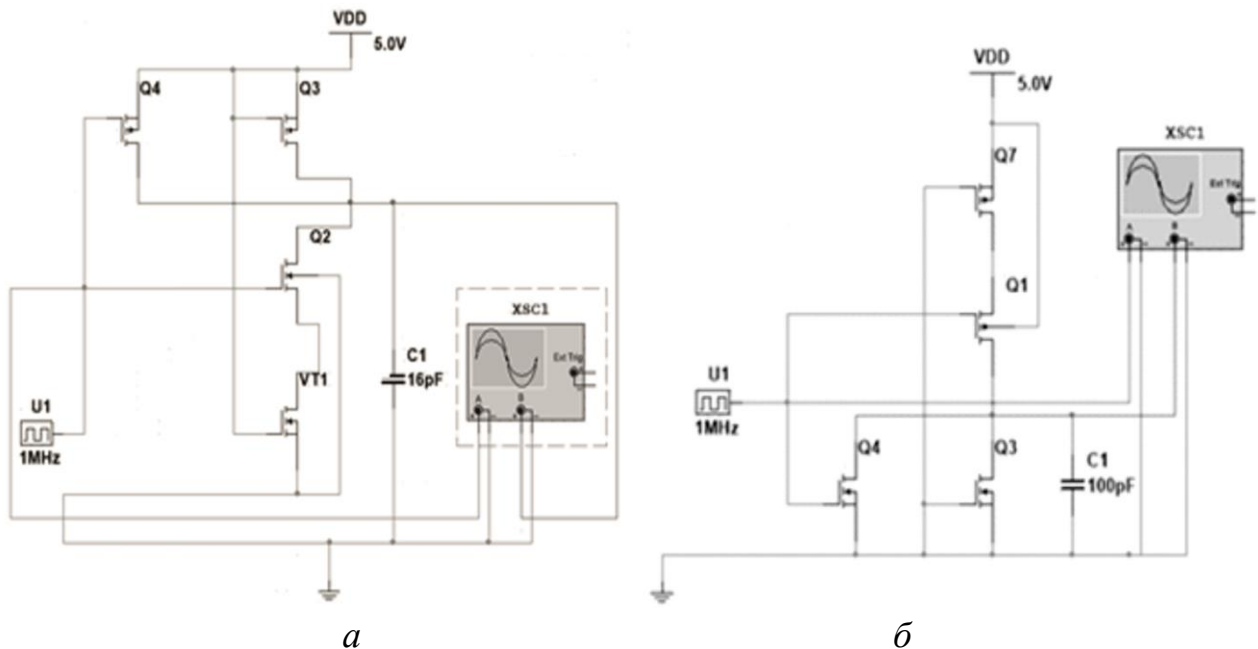 VDD
5.0V
Q4
Q3
Q2
XSC1
Ext Trig
VT1
C1
16pF
A
B
U1
1MHz
а
VDD
5.0V
XSC1
Q7
Ext Trig
A
B
Q1
U1
1MHz
Q4
Q3
C1
100pF
б